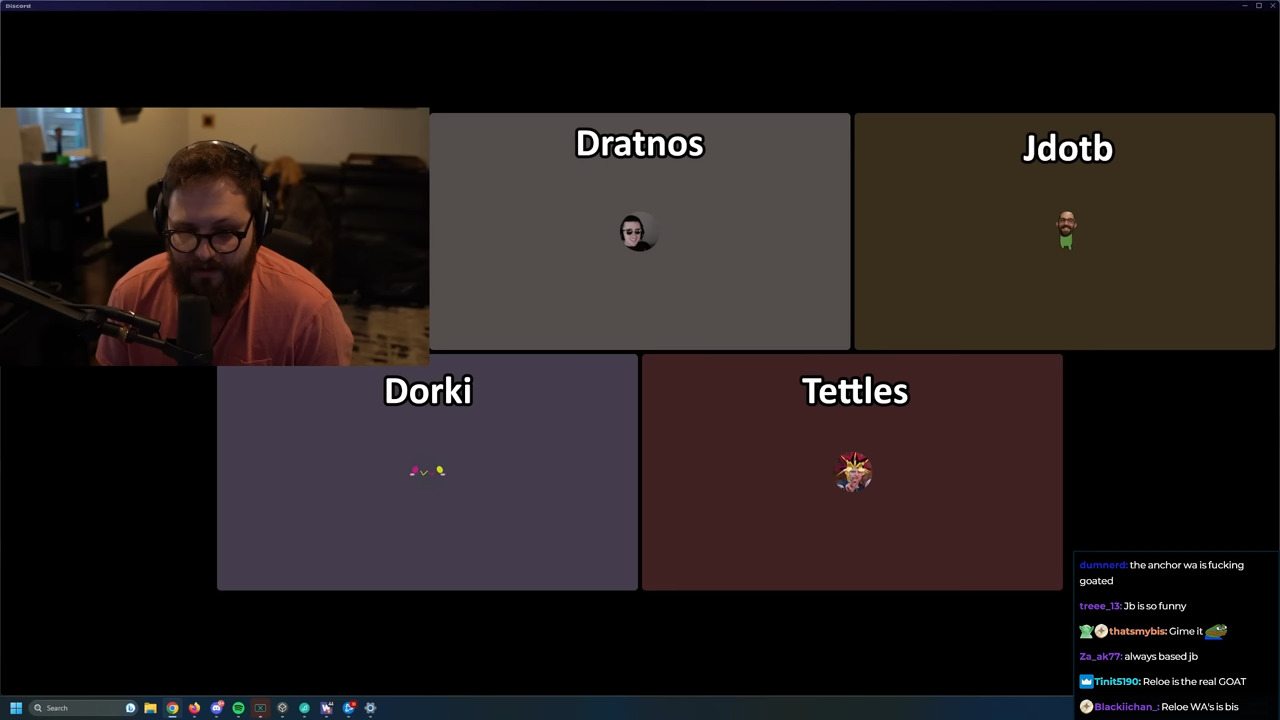 Discord
Dratnos
Jdotb
Dorki
Tettles
dumnerd: the anchor wa is fucking
goated
treee_13: Jb is so funny
thatsmybis: Gime it
Za_ak77: always based jb
Tinit5190: Reloe is the real GOAT
Blackiichan_: Reloe WA's is bis
Search